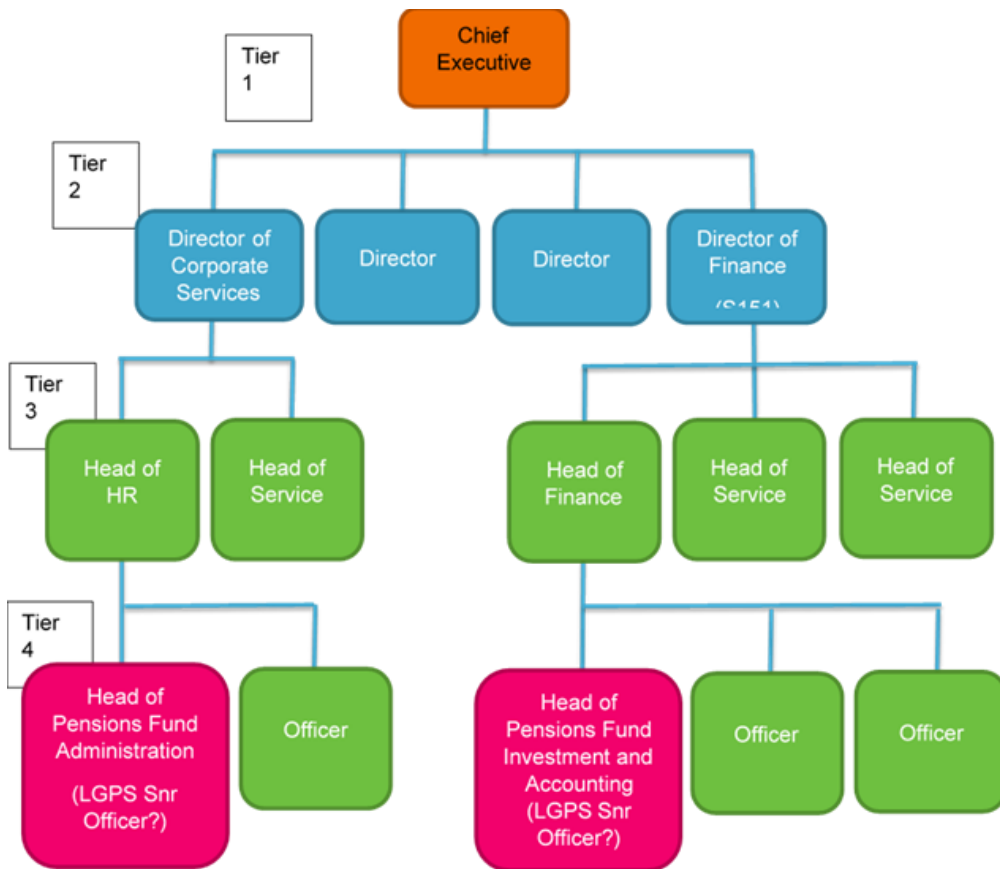 Tier
1
Chief
Executive
Tier
2
Director of
Corporate
Services
Director
Director
Director of
Finance
(S151)
Tier
3
Head of
HR
Head of
Service
Head of
Finance
Head of
Service
Head of
Service
Tier
4
Head of
Pensions Fund
Administration
(LGPS Snr
Officer?)
Officer
Head of
Pensions Fund
Investment and
Accounting
(LGPS Snr
Officer?)
Officer
Officer